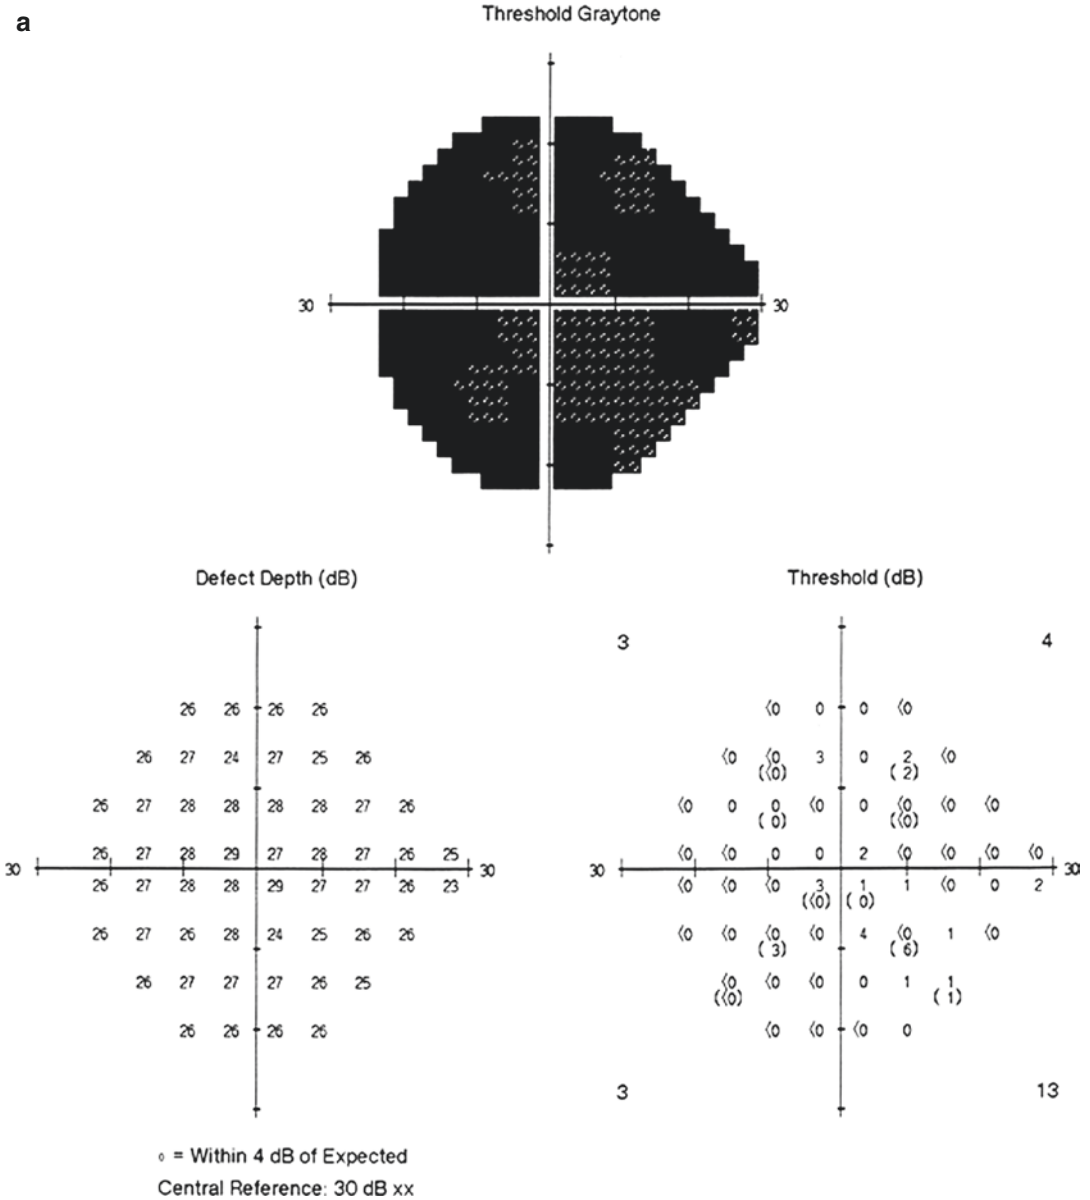 a
Threshold Graytone
30 30
Defect Depth (dB) Threshold (dB)
3 4
26 26 26 26 〈0 0 0 〈0
26 27 24 27 25 26 〈0 〈0 3 0 2 〈0
(〈0) ( 2)
26 27 28 28 28 28 27 26 〈0 0 0 〈0 0 〈0 〈0 〈0
( 0) (〈0)
26 27 28 29 27 28 27 26 25 〈0 〈0 0 0 2 〈0 〈0 〈0 〈0
30 30 30 30
26 27 28 28 29 27 27 26 23 〈0 〈0 〈0 3 1 1 〈0 0 2
(〈0) ( 0)
26 27 26 28 24 25 26 26 〈0 〈0 〈0 〈0 4 〈0 1 〈0
( 3) ( 6)
26 27 27 27 26 25 〈0 〈0 〈0 0 1 1
(〈0) ( 1)
26 26 26 26 〈0 〈0 〈0 0
3 13
◊ = Within 4 dB of Expected
Central Reference: 30 dB xx